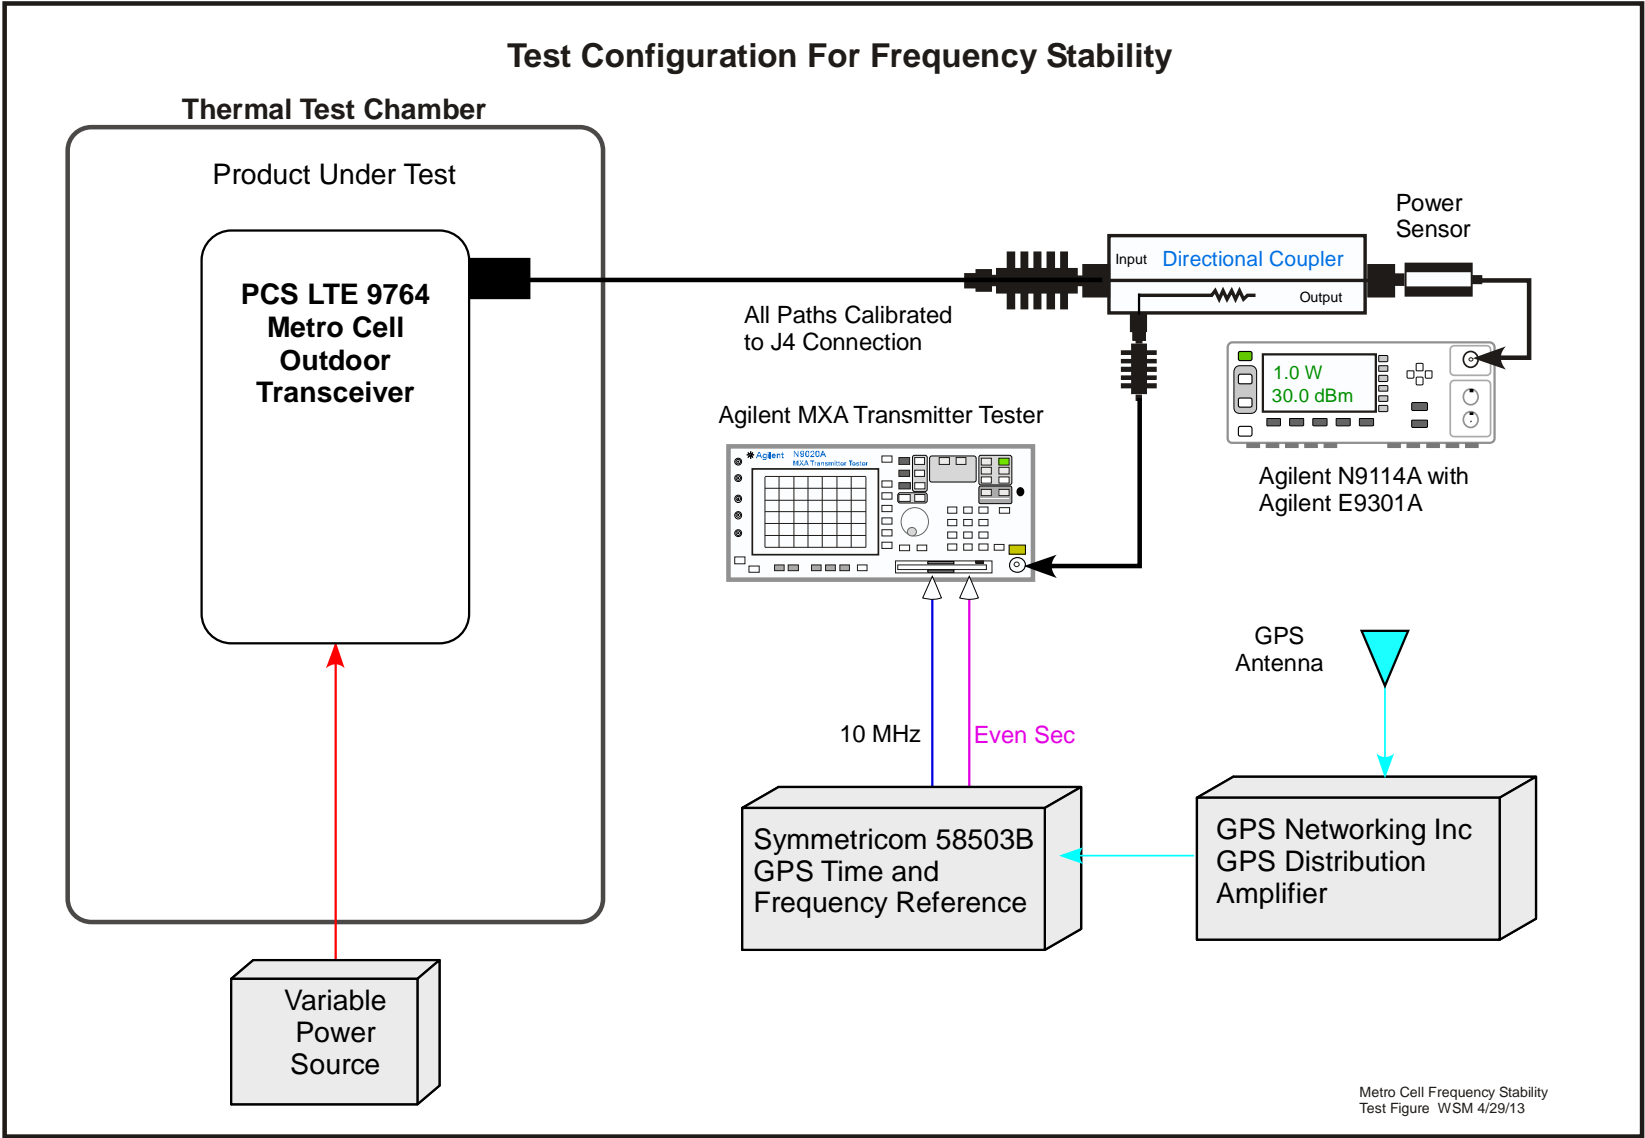 Test Configuration For Frequency Stability
Thermal Test Chamber
Product Under Test
PCS LTE 9764
Metro Cell
Outdoor
Transceiver
All Paths Calibrated
to J4 Connection
Input
Directional Coupler
Output
Power
Sensor
1.0 W
30.0 dBm
Agilent N9114A with
Agilent E9301A
Agilent MXA Transmitter Tester
Agilent N9020A
MXA Transmitter Tester
10 MHz
Even Sec
GPS
Antenna
Symmetricom 58503B
GPS Time and
Frequency Reference
GPS Networking Inc
GPS Distribution
Amplifier
Variable
Power
Source
Metro Cell Frequency Stability
Test Figure WSM 4/29/13